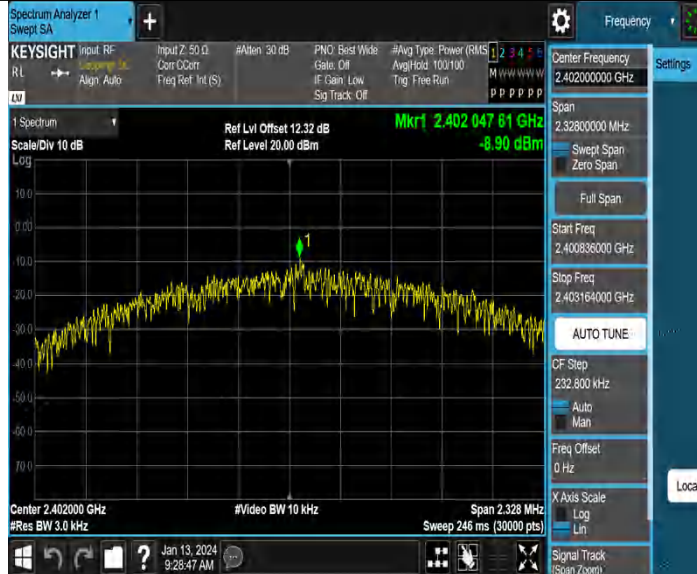 Spectrum Analyzer 1
Swept SA
+
Frequency
KEYSIGHT
RL
Input: RF
Align: Auto
Input Z: 50 Ω
Corr CCorr
Freq Ref: Int (S)
#Atten: 30 dB
PNO: Best Wide
Gate: Off
IF Gain: Low
Sig Track: Off
#Avg Type: Power (RMS
Avg|Hold: 100/100
Trig: Free Run
1 2 3 4 5 6
M W W W W W
P P P P P P
LXI
1 Spectrum
Scale/Div 10 dB
Log
Ref Lvl Offset 12.32 dB
Ref Level 20.00 dBm
Mkr1 2.402 047 61 GHz
-8.90 dBm
10.0
0.00
-10.0
-20.0
-30.0
-40.0
-50.0
-60.0
-70.0
1
Center 2.402000 GHz
#Res BW 3.0 kHz
#Video BW 10 kHz
Span 2.328 MHz
Sweep 246 ms (30000 pts)
?
Jan 13, 2024
9:28:47 AM
Center Frequency
2.402000000 GHz
Settings
Span
2.32800000 MHz
Swept Span
Zero Span
Full Span
Start Freq
2.400836000 GHz
Stop Freq
2.403164000 GHz
AUTO TUNE
CF Step
232.800 kHz
Auto
Man
Freq Offset
0 Hz
X Axis Scale
Log
Lin
Loca
Signal Track
(Span Zoom)